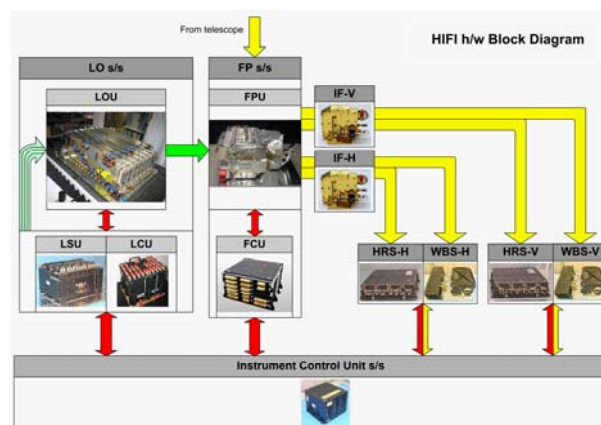 From telescope
HIFI h/w Block Diagram
LO s/s
FP s/s
LOU
FPU
IF-V
IF-H
LSU
LCU
FCU
HRS-H
WBS-H
HRS-V
WBS-V
Instrument Control Unit s/s